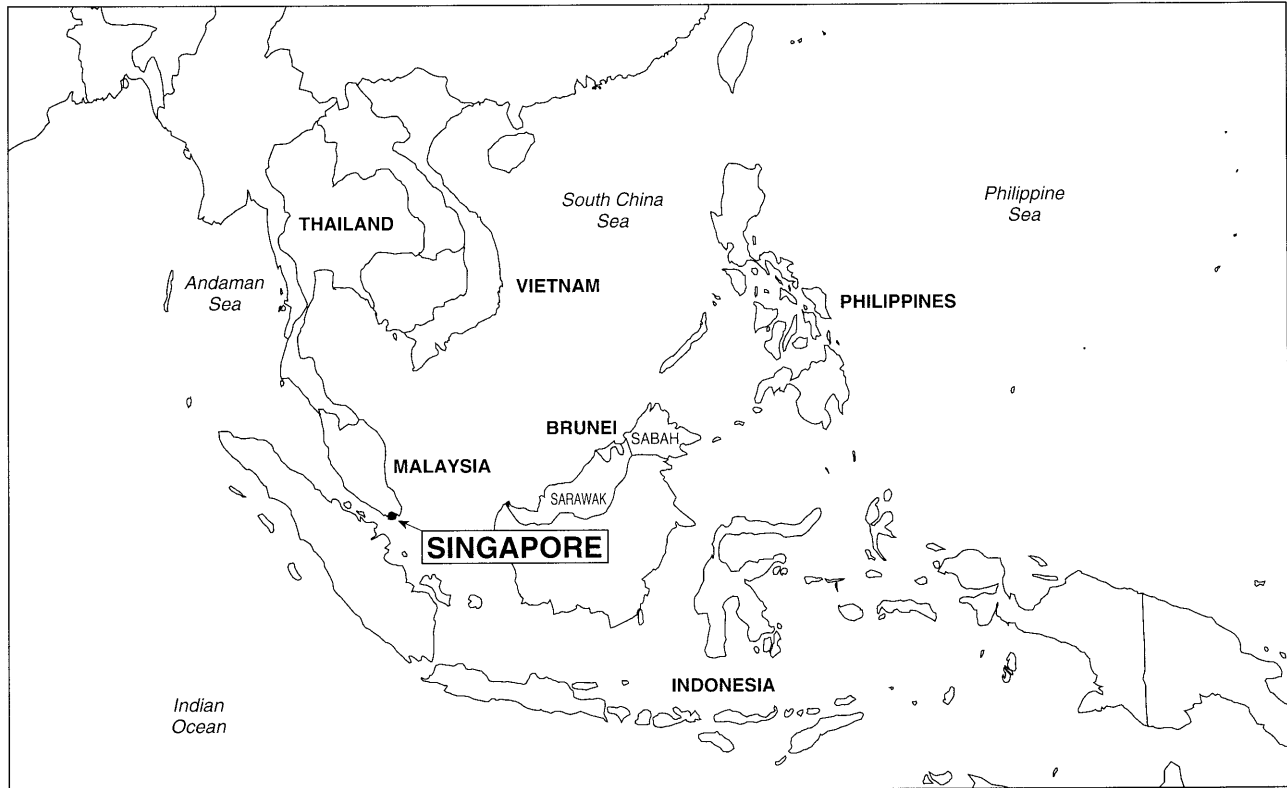 South China
Sea
Philippine
Sea
THAILAND
Andaman
Sea
VIETNAM
PHILIPPINES
BRUNEI
SABAH
MALAYSIA
SARAWAK
SINGAPORE
INDONESIA
Indian
Ocean